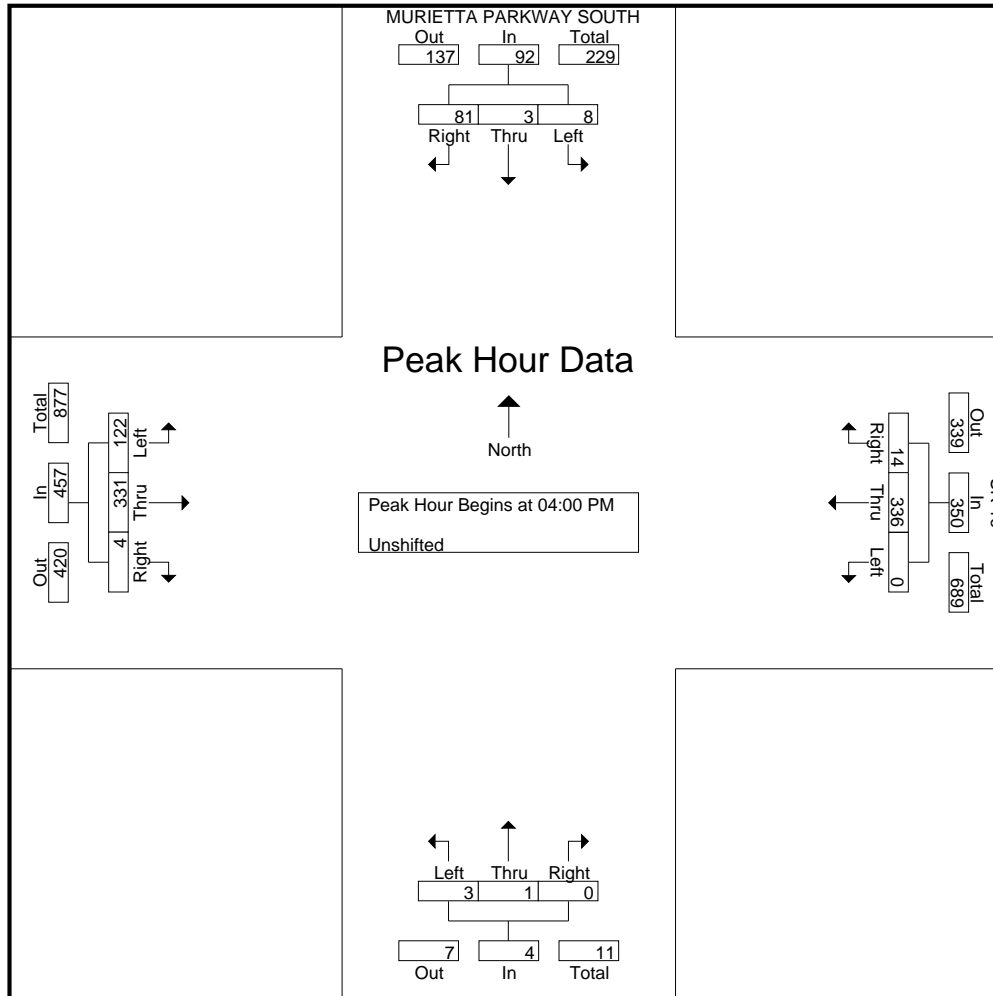 MURIETTA PARKWAY SOUTH
Out In Total
137 92 229
81 3 8
Right Thru Left
Peak Hour Data
North
Peak Hour Begins at 04:00 PM
Unshifted
Total In Out
877 457 420
122 331 4
Left Thru Right
Right Thru Left
14 336 0
Out In Total
339 350 689
Left Thru Right
3 1 0
7 4 11
Out In Total